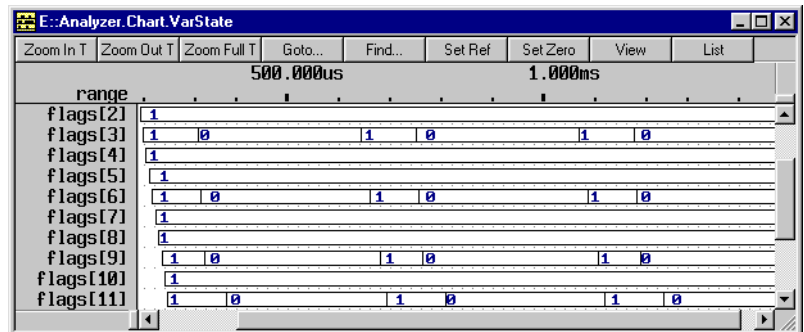 E::Analyzer.Chart.VarState
Zoom In T Zoom Out T Zoom Full T Goto... Find... Set Ref Set Zero View List
500.000us 1.000ms
range
flags[2] 1
flags[3] 1 0 1 0 1 0
flags[4] 1
flags[5] 1
flags[6] 1 0 1 0 1 0
flags[7] 1
flags[8] 1
flags[9] 1 0 1 0 1 0
flags[10] 1
flags[11] 1 0 1 0 1 0